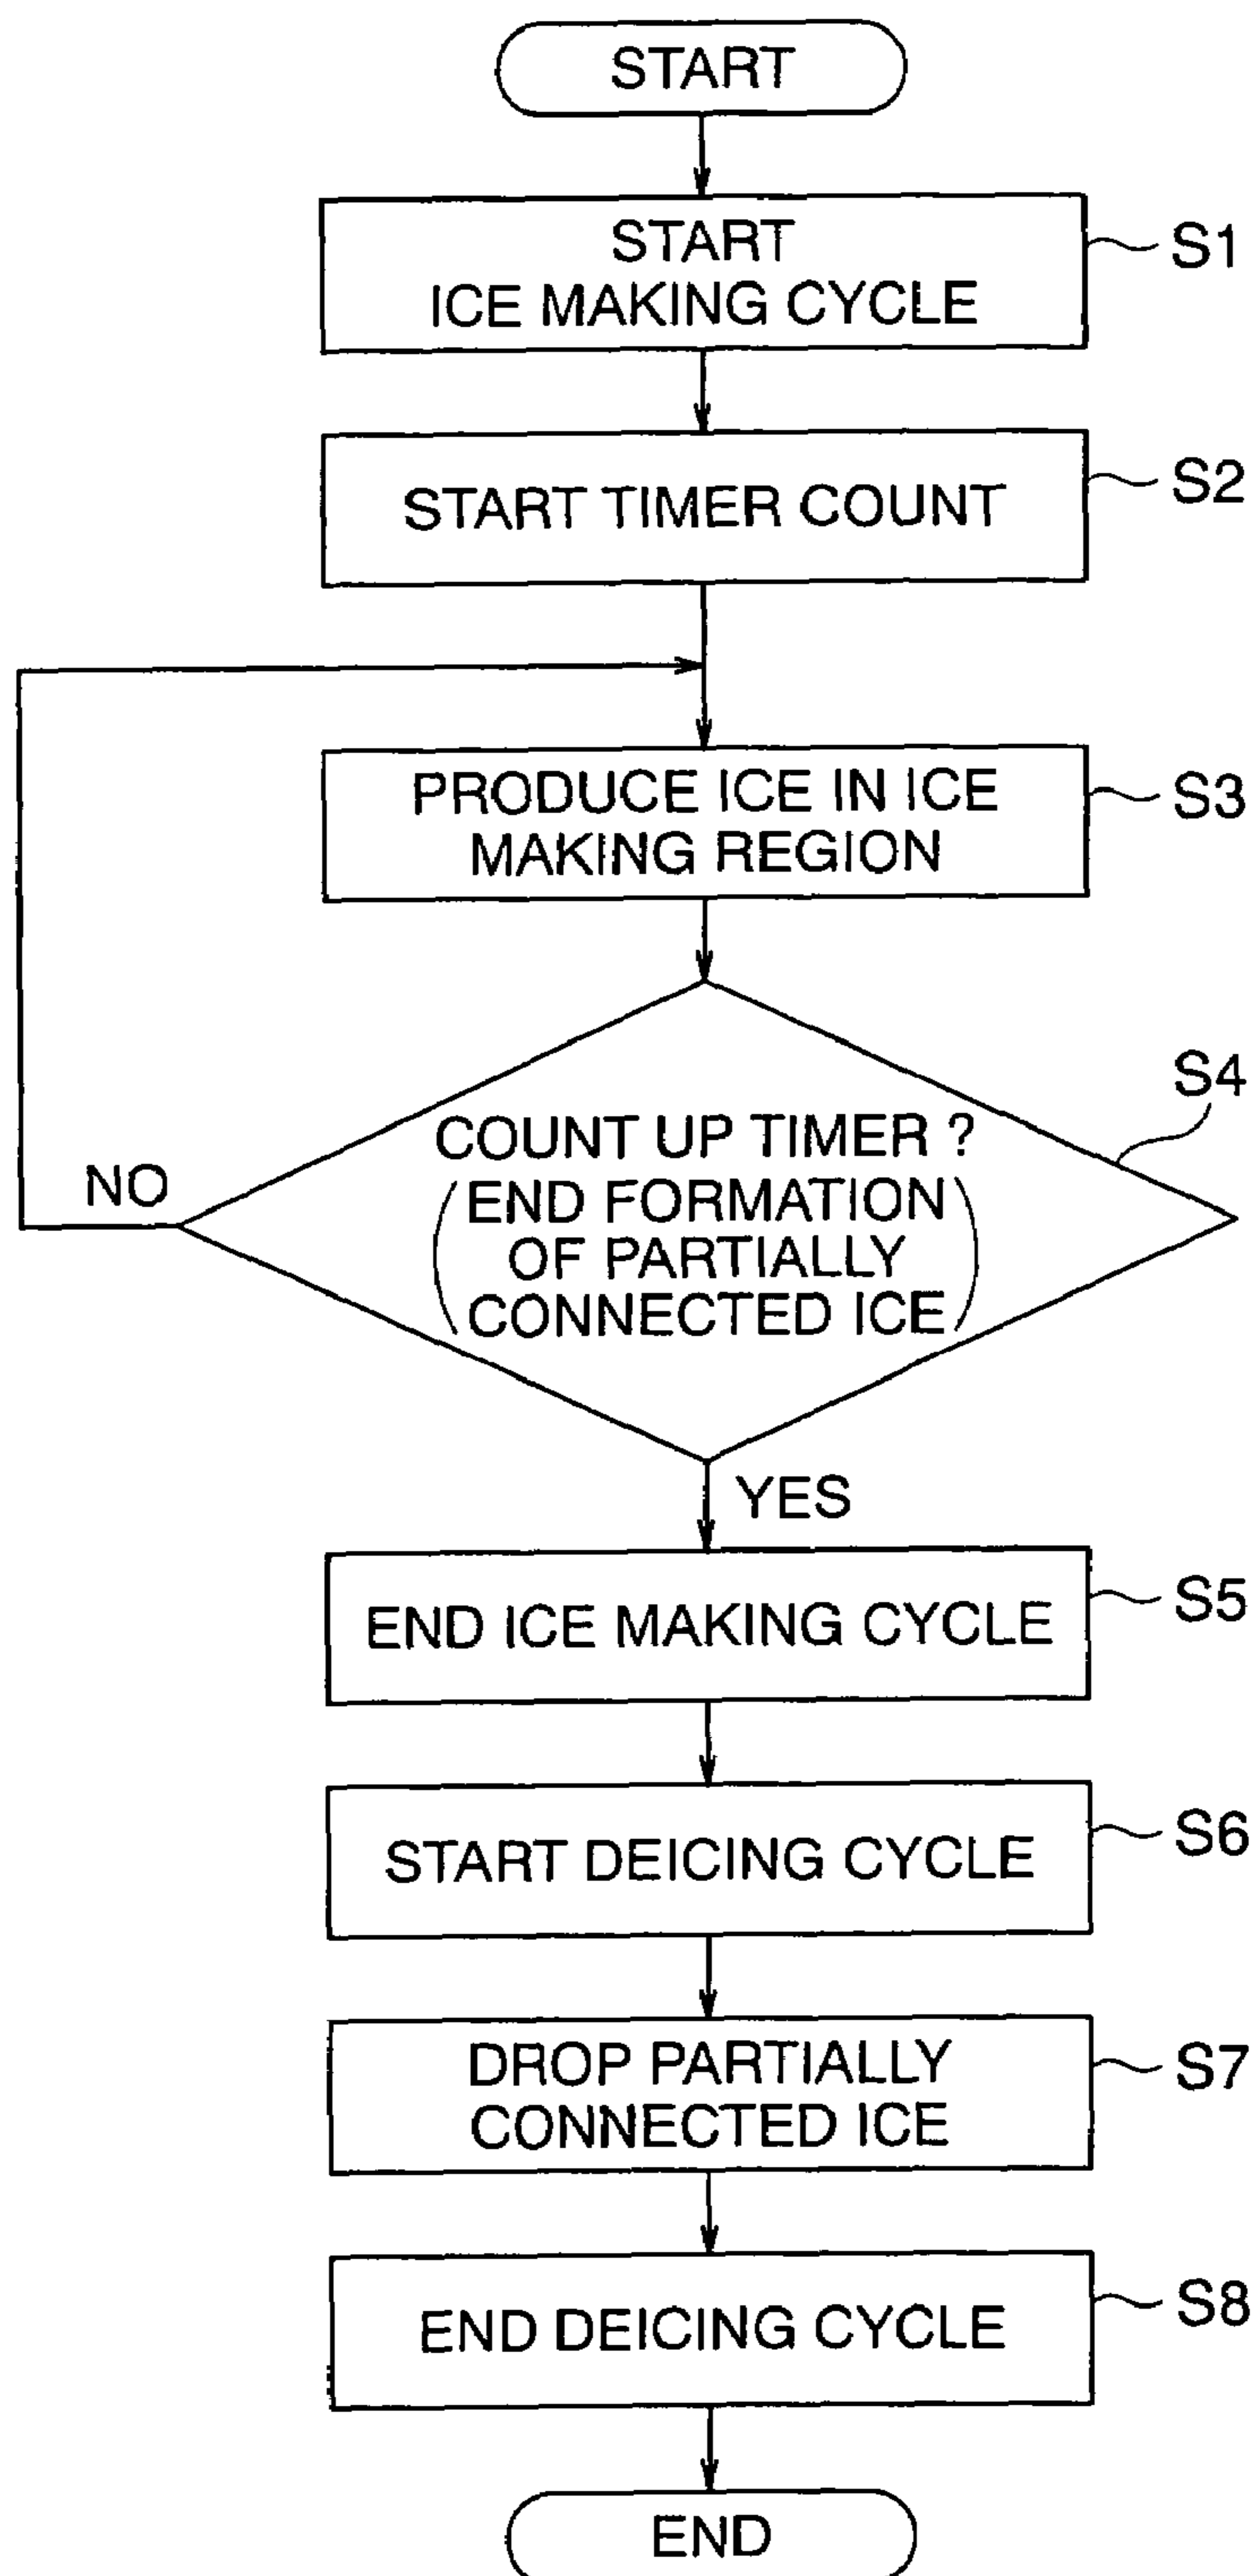 START
START
ICE MAKING CYCLE
S1
START TIMER COUNT
S2
PRODUCE ICE IN ICE
MAKING REGION
S3
S4
COUNT UP TIMER ?
(END FORMATION
OF PARTIALLY
CONNECTED ICE)
NO
YES
END ICE MAKING CYCLE
S5
START DEICING CYCLE
S6
DROP PARTIALLY
CONNECTED ICE
S7
END DEICING CYCLE
S8
END